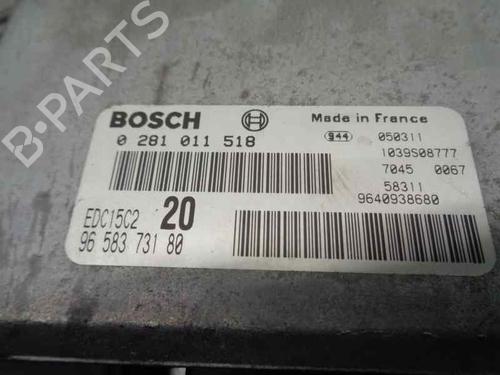 B-PARTS
BOSCH
Made in France
0 281 011 518
944 050311
1039S08777
7045 0067
58311
9640938680
EDC15C2 20
96 583 731 80